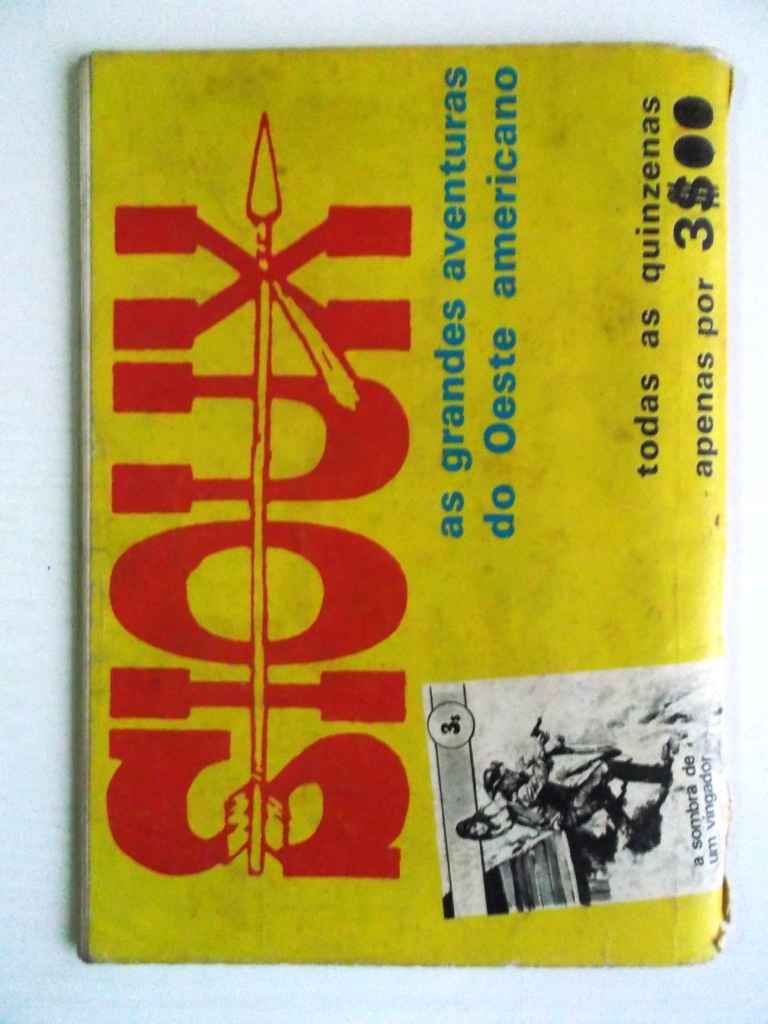 SIOUX
as grandes aventuras
do Oeste americano
todas as quinzenas
apenas por 3$00
3$
a sombra de
um vingador